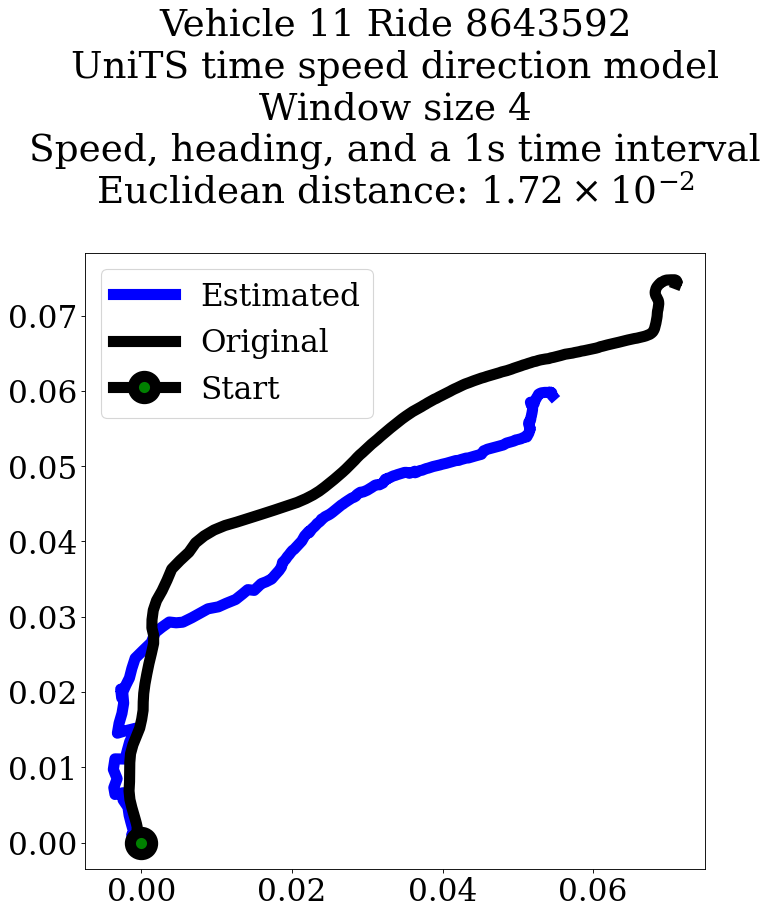 Vehicle 11 Ride 8643592
UniTS time speed direction model
Window size 4
Speed, heading, and a 1s time interval
Euclidean distance: 1.72 × 10⁻²
Estimated
Original
Start
0.07
0.06
0.05
0.04
0.03
0.02
0.01
0.00
0.00 0.02 0.04 0.06